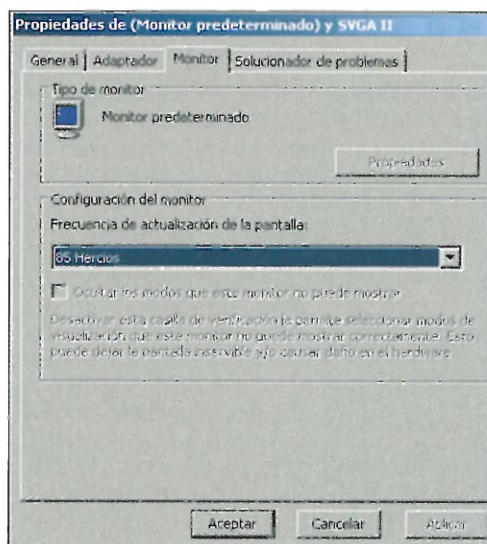 Propiedades de (Monitor predeterminado) y SVGA II
General Adaptador Monitor Solucionador de problemas
Tipo de monitor
Monitor predeterminado
Propiedades
Configuración del monitor
Frecuencia de actualización de la pantalla:
85 Hercios
Ocultar los modos que este monitor no puede mostrar
Desactivar esta casilla de verificación le permite seleccionar modos de
visualización que este monitor no puede mostrar correctamente. Esto
puede dejar la pantalla inservible y/o causar daño en el hardware.
Aceptar Cancelar Aplicar